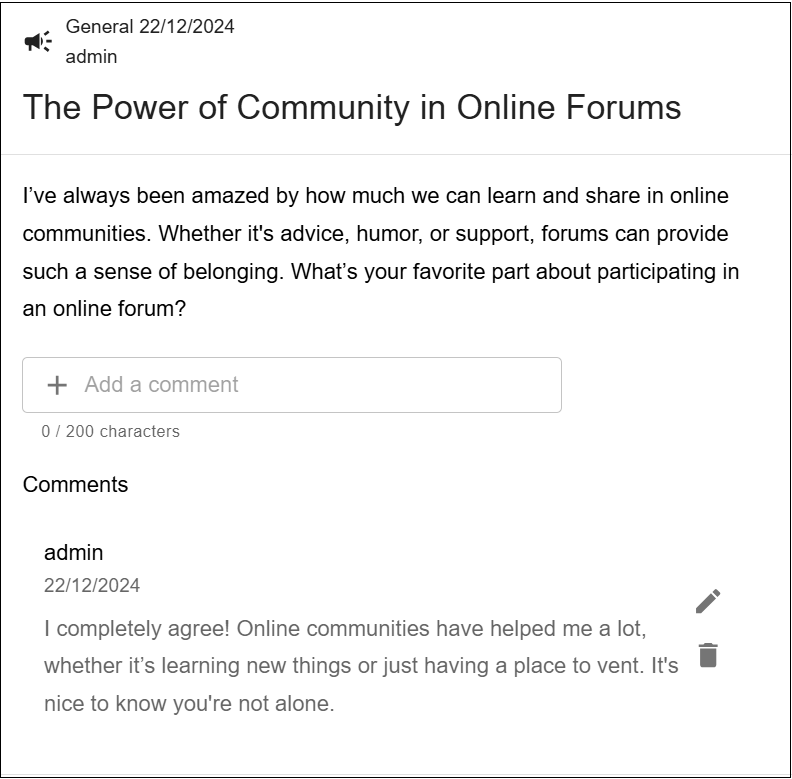 General 22/12/2024
admin
The Power of Community in Online Forums
I’ve always been amazed by how much we can learn and share in online
communities. Whether it's advice, humor, or support, forums can provide
such a sense of belonging. What’s your favorite part about participating in
an online forum?
Add a comment
0 / 200 characters
Comments
admin
22/12/2024
I completely agree! Online communities have helped me a lot,
whether it’s learning new things or just having a place to vent. It's
nice to know you're not alone.